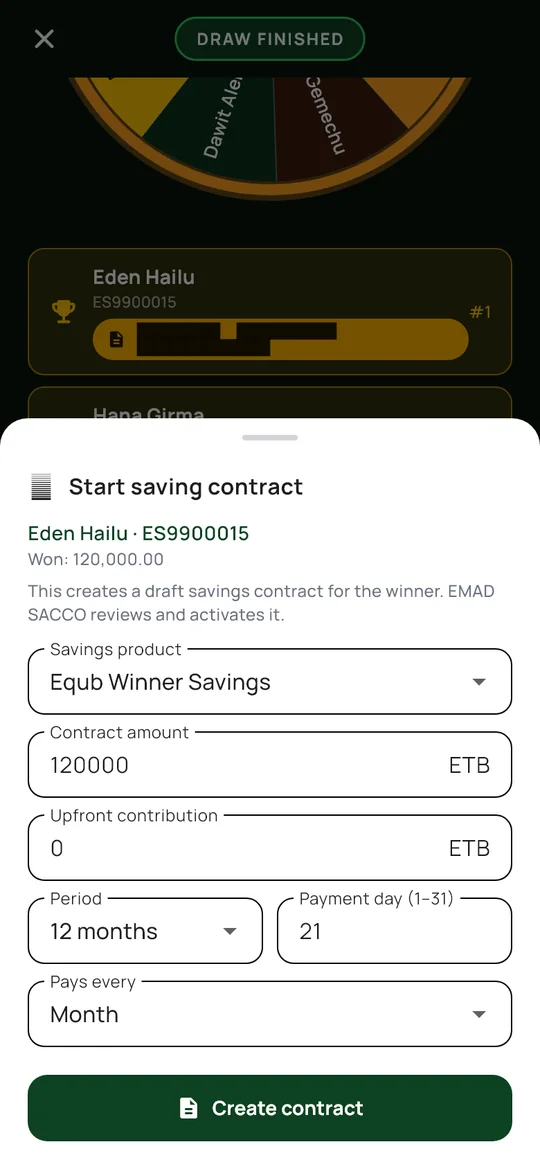 DRAW FINISHED
Dawit Ale
Gemechu
Eden Hailu
ES9900015
#1
Hana Girma
Start saving contract
Eden Hailu · ES9900015
Won: 120,000.00
This creates a draft savings contract for the winner. EMAD
SACCO reviews and activates it.
Savings product
Equb Winner Savings
Contract amount
120000 ETB
Upfront contribution
0 ETB
Period
Payment day (1–31)
12 months
21
Pays every
Month
Create contract